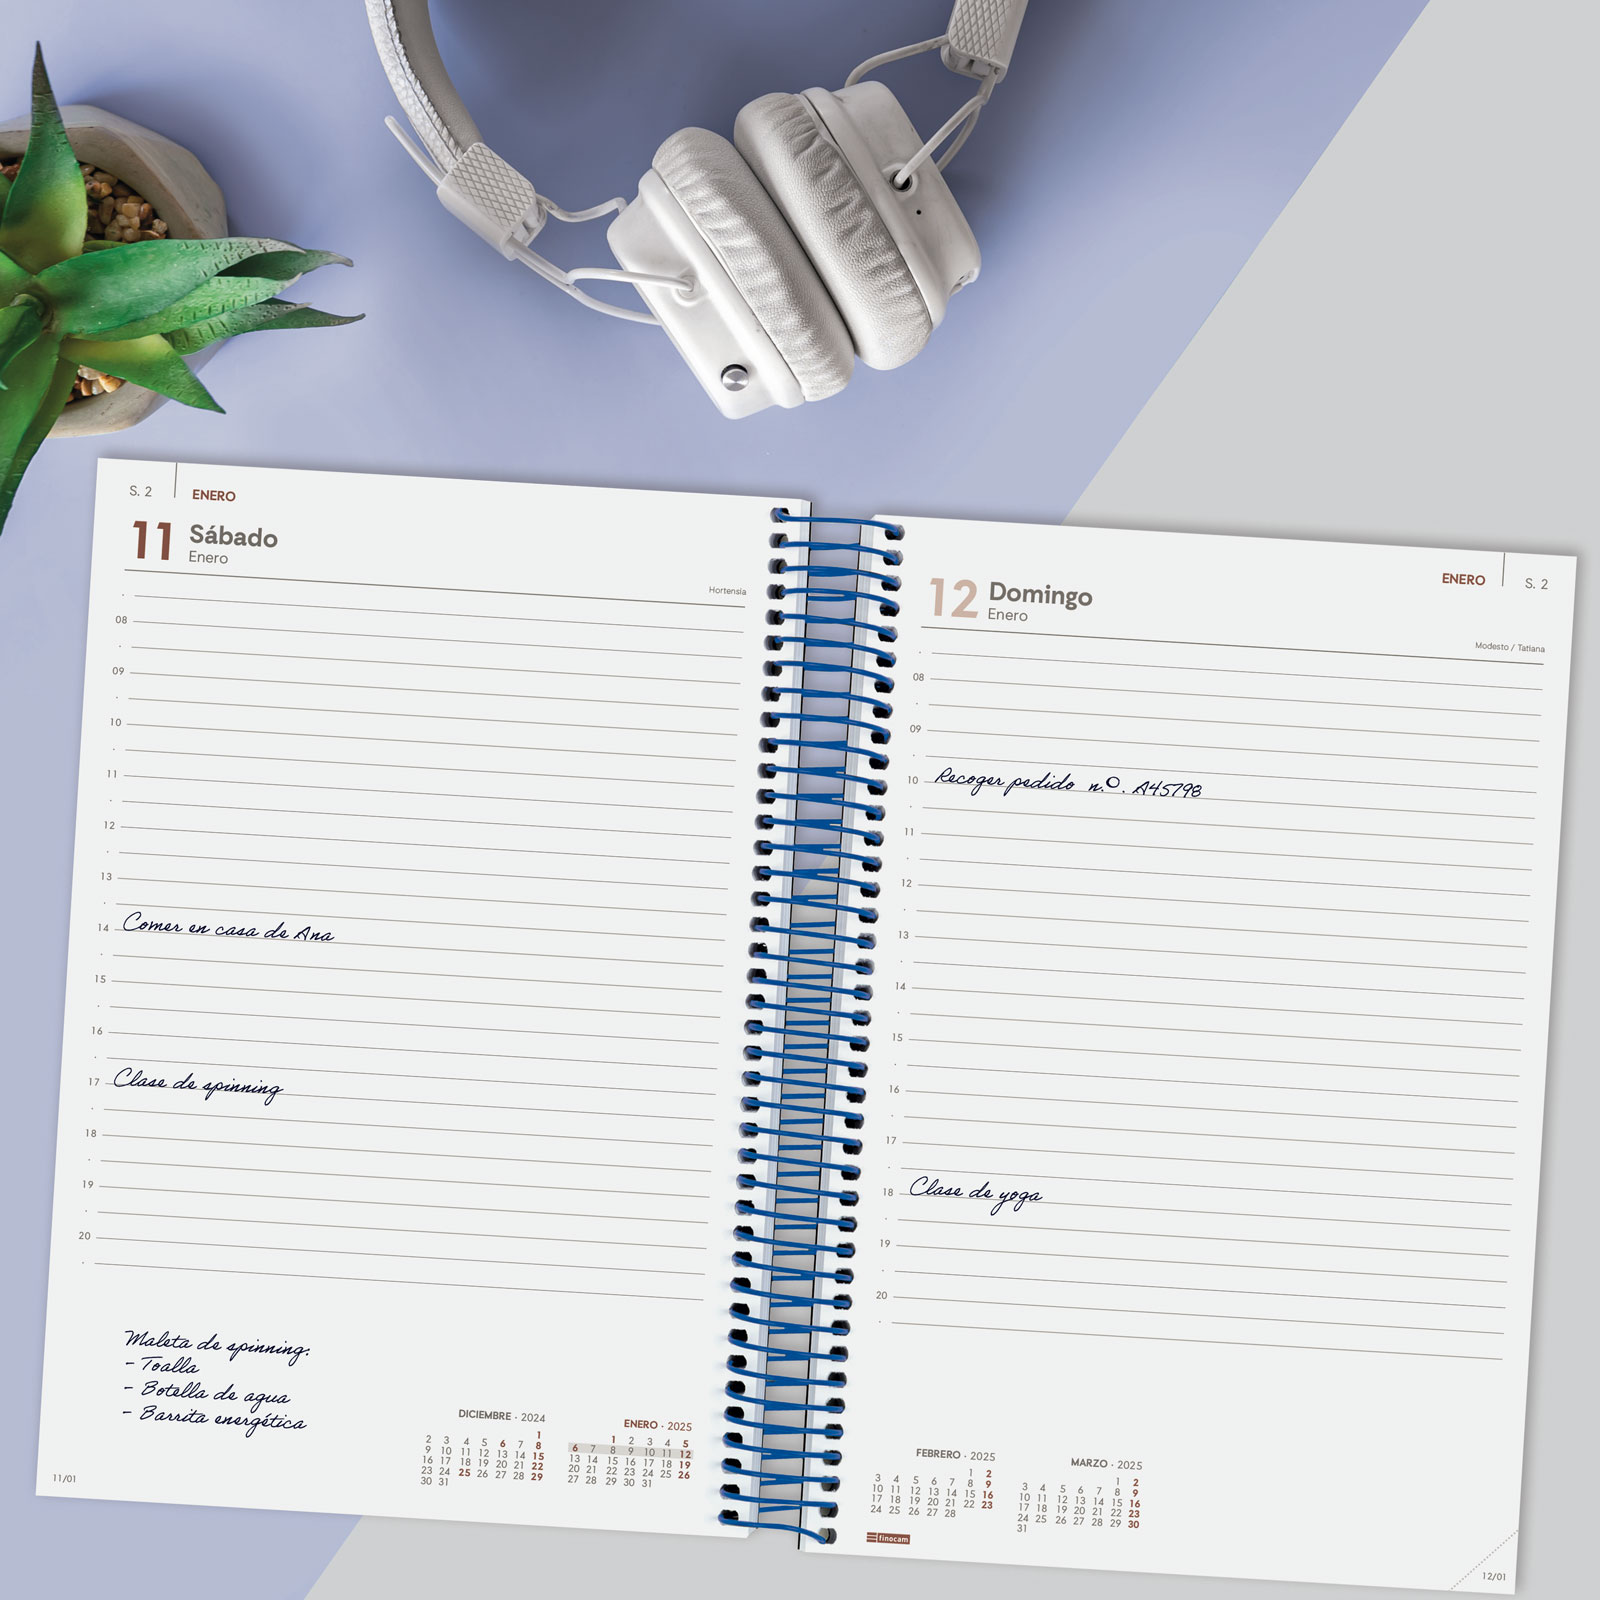 S. 2 ENERO
11 Sábado
Enero
Hortensia
08
09
10
11
12
13
14 Comer en casa de Ana
15
16
17 Clase de spinning
18
19
20
Maleta de spinning:
- Toalla
- Botella de agua
- Barrita energética
DICIEMBRE · 2024
1
2 3 4 5 6 7 8
9 10 11 12 13 14 15
16 17 18 19 20 21 22
23 24 25 26 27 28 29
30 31
ENERO · 2025
1 2 3 4 5
6 7 8 9 10 11 12
13 14 15 16 17 18 19
20 21 22 23 24 25 26
27 28 29 30 31
11/01
ENERO S. 2
12 Domingo
Enero
Modesto / Tatiana
08
09
10 Recoger pedido n.º. A45798
11
12
13
14
15
16
17
18 Clase de yoga
19
20
FEBRERO · 2025
1 2
3 4 5 6 7 8 9
10 11 12 13 14 15 16
17 18 19 20 21 22 23
24 25 26 27 28
MARZO · 2025
1 2
3 4 5 6 7 8 9
10 11 12 13 14 15 16
17 18 19 20 21 22 23
24 25 26 27 28 29 30
31
finocam
12/01